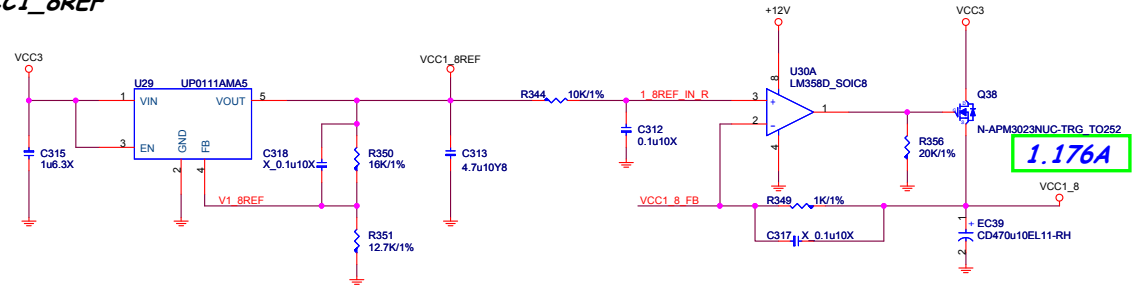 VCC1_8REF
VCC3
U29
UP0111AMA5
1
VIN
VOUT
5
3
EN
GND
FB
2
4
C315
1u6.3X
V1_8REF
C318
X_0.1u10X
R350
16K/1%
R351
12.7K/1%
VCC1_8REF
C313
4.7u10Y8
R344
10K/1%
1_8REF_IN_R
C312
0.1u10X
+12V
U30A
LM358D_SOIC8
8
3
+
2
-
1
4
R356
20K/1%
VCC3
Q38
N-APM3023NUC-TRG_TO252
1.176A
VCC1_8_FB
R349
1K/1%
C317
X_0.1u10X
VCC1_8
1
+
EC39
CD470u10EL11-RH
2